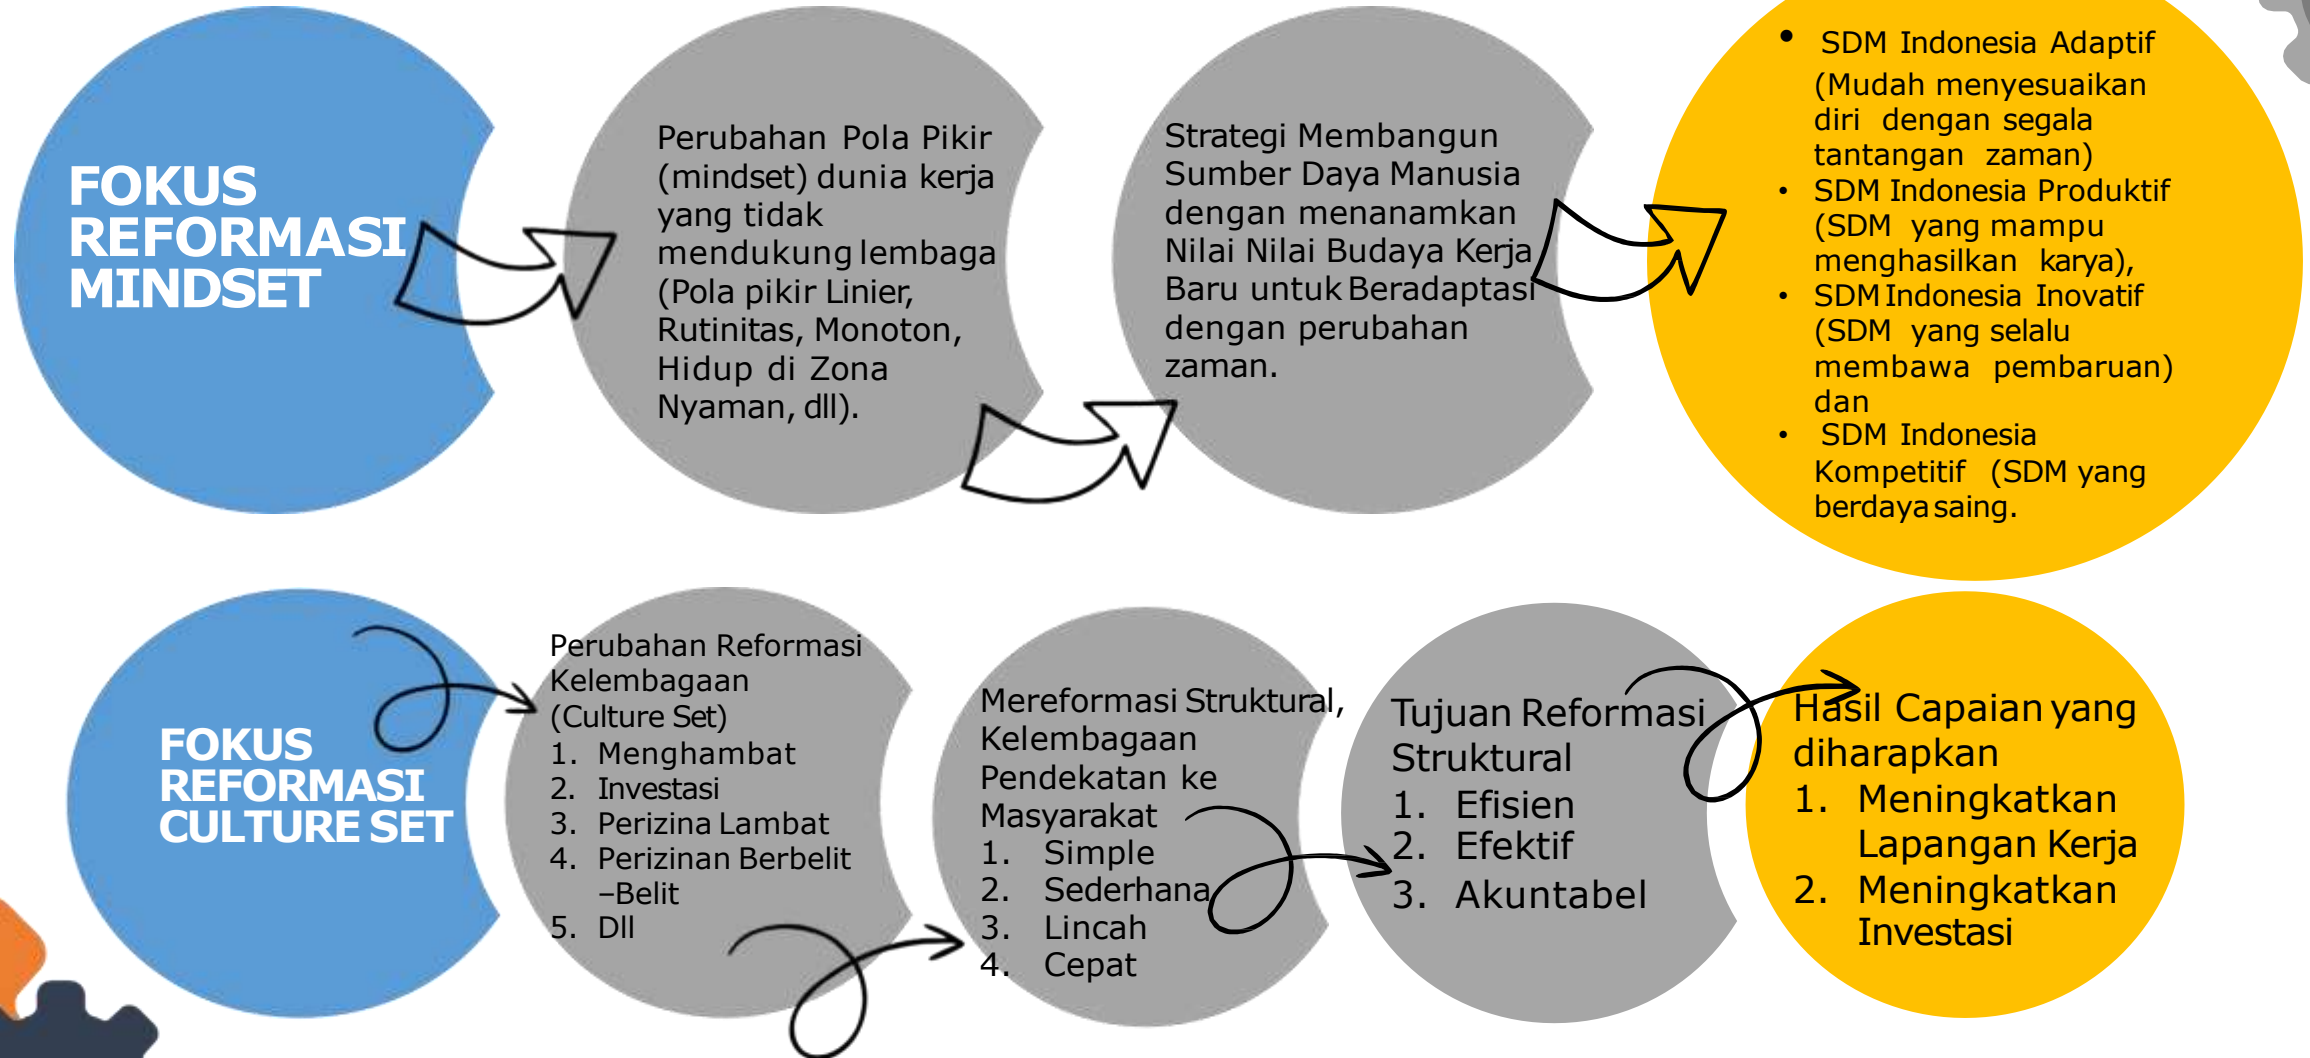 FOKUS
REFORMASI
MINDSET
Perubahan Pola Pikir
(mindset) dunia kerja
yang tidak
mendukung lembaga
(Pola pikir Linier,
Rutinitas, Monoton,
Hidup di Zona
Nyaman, dll).
Strategi Membangun
Sumber Daya Manusia
dengan menanamkan
Nilai Nilai Budaya Kerja
Baru untuk Beradaptasi
dengan perubahan
zaman.
• SDM Indonesia Adaptif
(Mudah menyesuaikan
diri dengan segala
tantangan zaman)
• SDM Indonesia Produktif
(SDM yang mampu
menghasilkan karya),
• SDM Indonesia Inovatif
(SDM yang selalu
membawa pembaruan)
dan
• SDM Indonesia
Kompetitif (SDM yang
berdaya saing.
FOKUS
REFORMASI
CULTURE SET
Perubahan Reformasi
Kelembagaan
(Culture Set)
1. Menghambat
2. Investasi
3. Perizina Lambat
4. Perizinan Berbelit
–Belit
5. Dll
Mereformasi Struktural,
Kelembagaan
Pendekatan ke
Masyarakat
1. Simple
2. Sederhana
3. Lincah
4. Cepat
Tujuan Reformasi
Struktural
1. Efisien
2. Efektif
3. Akuntabel
Hasil Capaian yang
diharapkan
1. Meningkatkan
Lapangan Kerja
2. Meningkatkan
Investasi